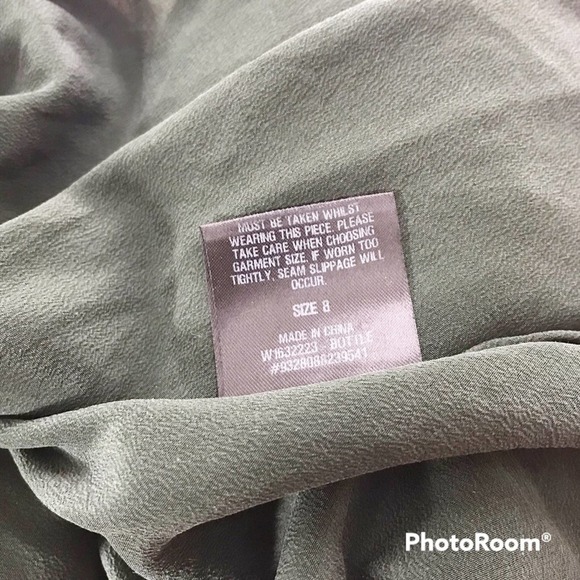 MUST BE TAKEN WHILST
WEARING THIS PIECE. PLEASE
TAKE CARE WHEN CHOOSING
GARMENT SIZE. IF WORN TOO
TIGHTLY, SEAM SLIPPAGE WILL
OCCUR.
SIZE 8
MADE IN CHINA
W1632223 - BOTTLE
#9328088239541
PhotoRoom®